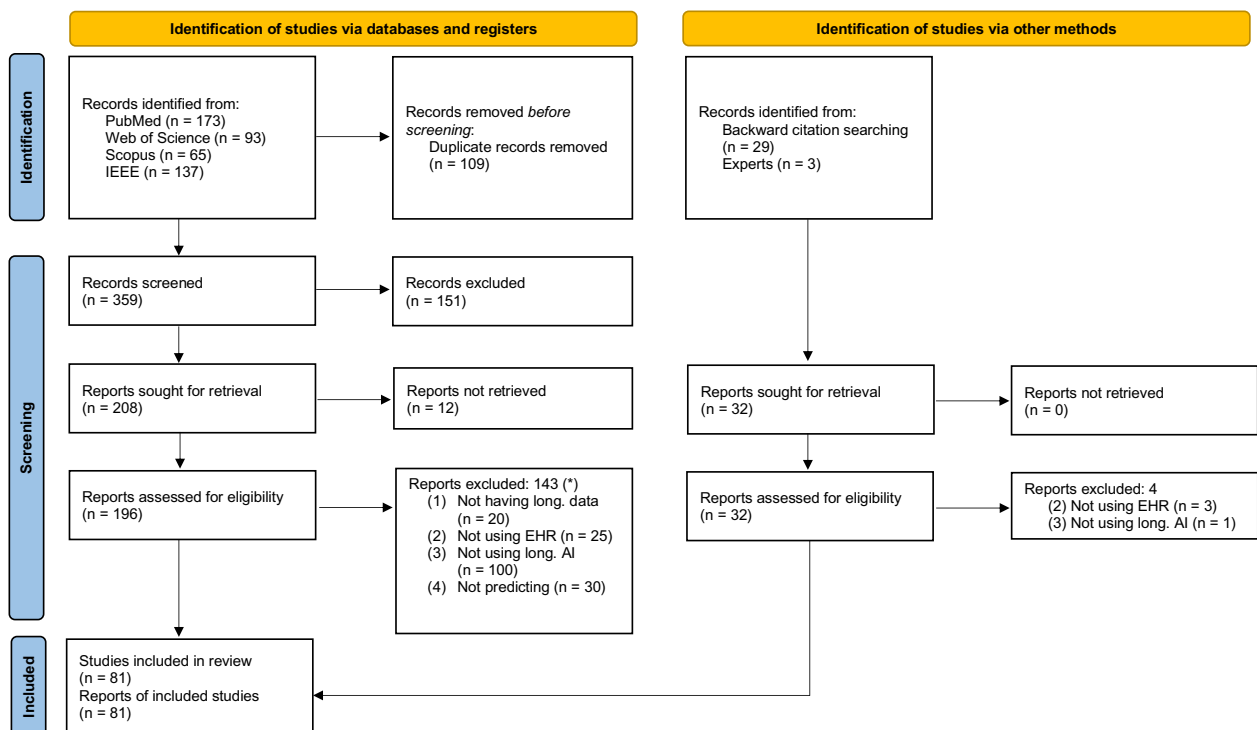 Identification of studies via databases and registers
Identification of studies via other methods
Identification
Records identified from:
PubMed (n = 173)
Web of Science (n = 93)
Scopus (n = 65)
IEEE (n = 137)
Records removed before
screening:
Duplicate records removed
(n = 109)
Records identified from:
Backward citation searching
(n = 29)
Experts (n = 3)
Screening
Records screened
(n = 359)
Records excluded
(n = 151)
Reports sought for retrieval
(n = 208)
Reports not retrieved
(n = 12)
Reports sought for retrieval
(n = 32)
Reports not retrieved
(n = 0)
Reports assessed for eligibility
(n = 196)
Reports excluded: 143 (*)
(1) Not having long. data
(n = 20)
(2) Not using EHR (n = 25)
(3) Not using long. AI
(n = 100)
(4) Not predicting (n = 30)
Reports assessed for eligibility
(n = 32)
Reports excluded: 4
(2) Not using EHR (n = 3)
(3) Not using long. AI (n = 1)
Included
Studies included in review
(n = 81)
Reports of included studies
(n = 81)